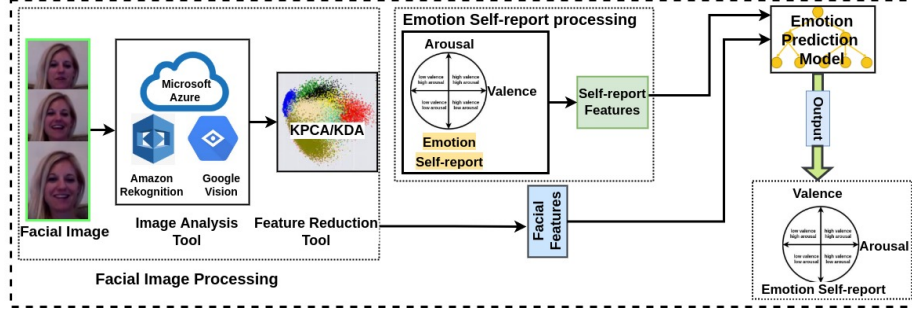 Facial Image
Microsoft
Azure
Amazon
Rekognition
Google
Vision
Image Analysis
Tool
KPCA/KDA
Feature Reduction
Tool
Facial Image Processing
Emotion Self-report processing
Arousal
low valence
high arousal
high valence
high arousal
low valence
low arousal
high valence
low arousal
Valence
Emotion
Self-report
Self-report
Features
Facial
Features
Emotion
Prediction
Model
Output
Valence
low valence
high arousal
high valence
high arousal
low valence
low arousal
high valence
low arousal
Arousal
Emotion Self-report